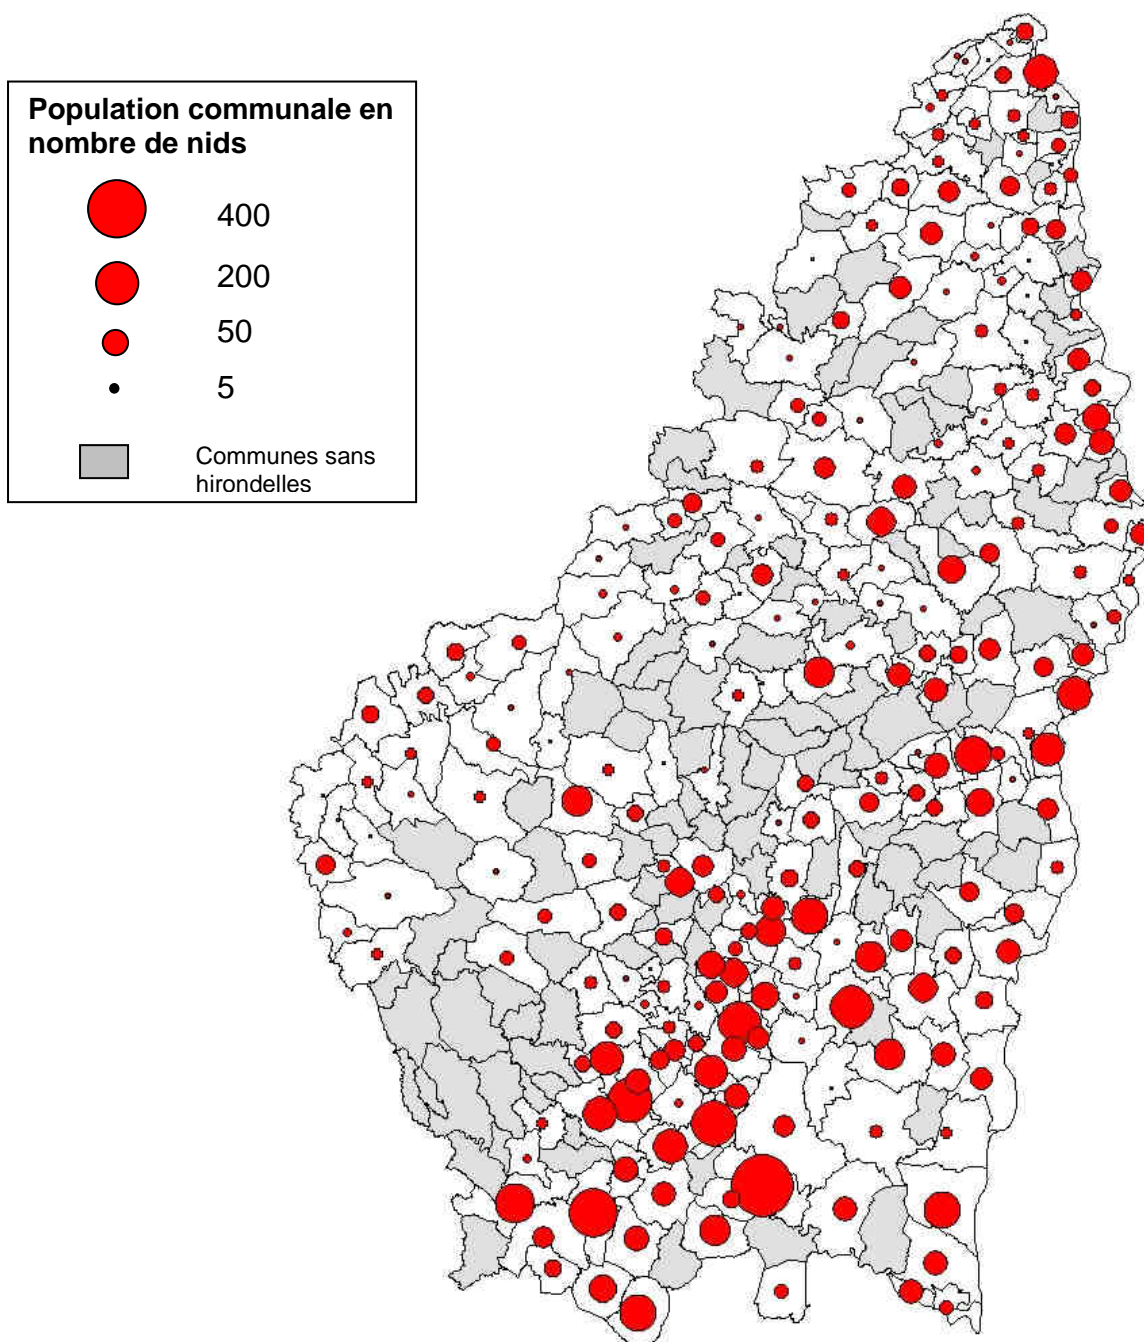 Population communale en
nombre de nids
400
200
50
5
Communes sans
hirondelles